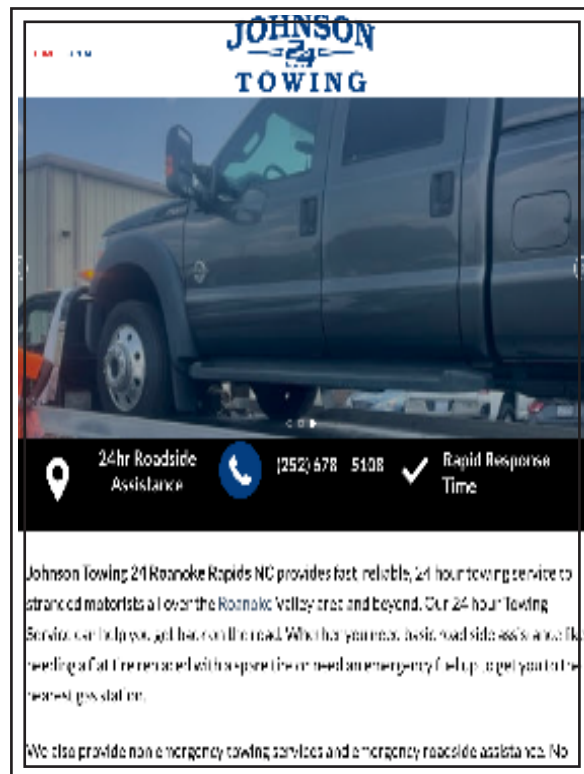 JOHNSON
24
TOWING
24hr Roadside
Assistance
(252) 678 5108
Rapid Response
Time
Johnson Towing 24 Roanoke Rapids NC provides fast, reliable, 24 hour towing service to
stranded motorists all over the Roanoke Valley area and beyond. Our 24 hour Towing
Service can help you get back on the road. Whether you need basic road side assistance
needing a flat tire replaced with a spare tire or need an emergency fuel up to get you to the
nearest gas station.
We also provide non emergency towing services and emergency roadside assistance. No